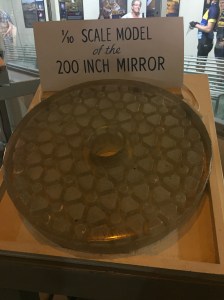 1/10 SCALE MODEL
of the
200 INCH MIRROR